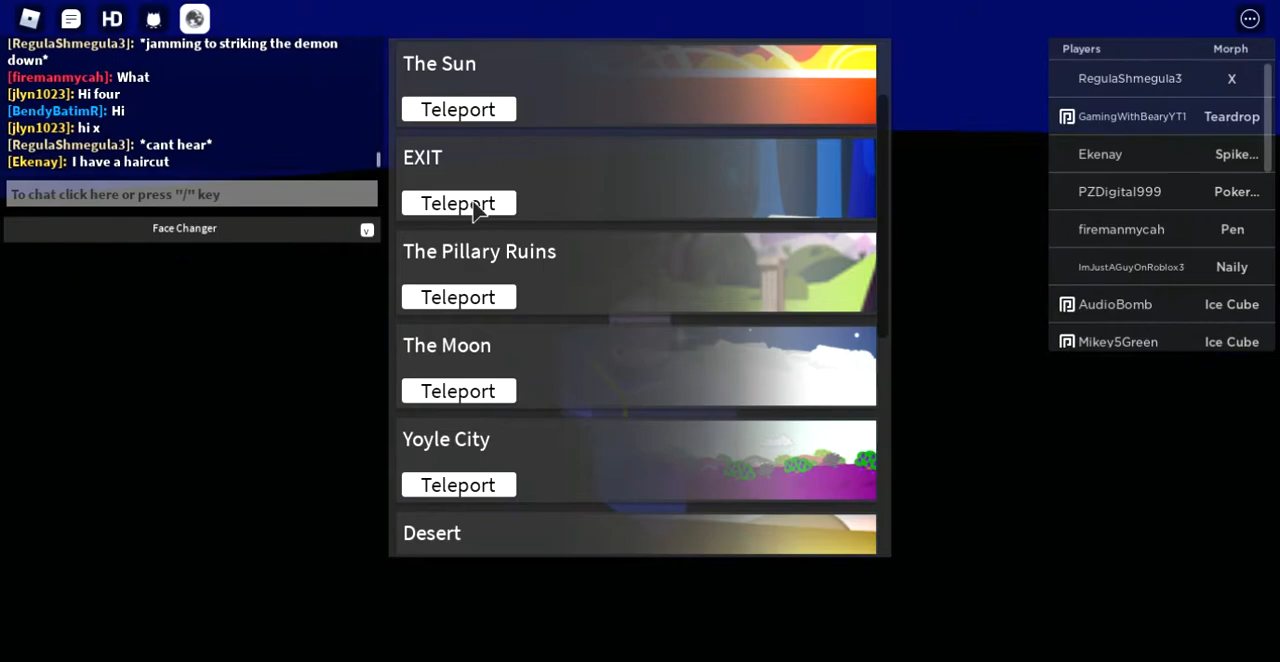 HD
[RegulaShmegula3]: *jamming to striking the demon
down*
[firemanmycah]: What
[jlyn1023]: Hi four
[BendyBatimR]: Hi
[jlyn1023]: hi x
[RegulaShmegula3]: *cant hear*
[Ekenay]: I have a haircut
To chat click here or press "/" key
Face Changer v
The Sun
Teleport
EXIT
Teleport
The Pillary Ruins
Teleport
The Moon
Teleport
Yoyle City
Teleport
Desert
Players Morph
RegulaShmegula3 X
GamingWithBearyYT1 Teardrop
Ekenay Spike...
PZDigital999 Poker...
firemanmycah Pen
ImJustAGuyOnRoblox3 Naily
AudioBomb Ice Cube
Mikey5Green Ice Cube